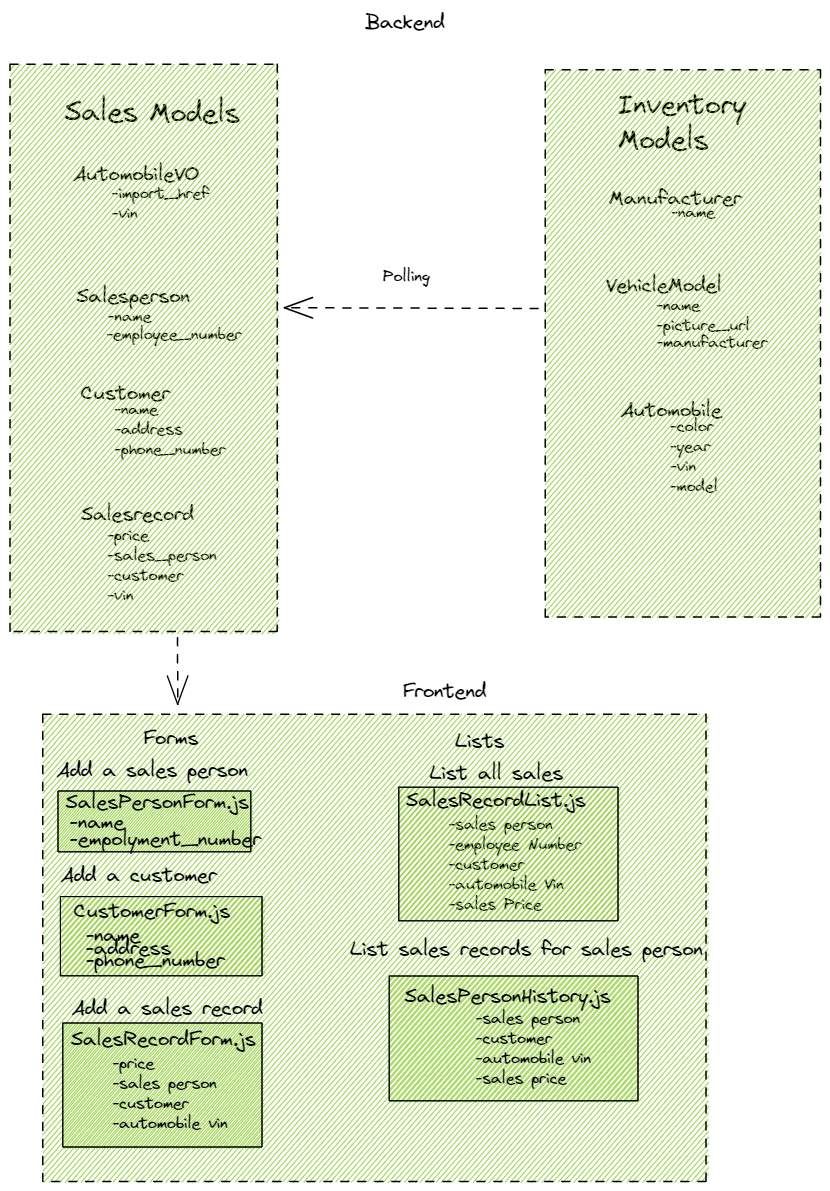 Backend
Sales Models
AutomobileVO
-import_href
-vin
Salesperson
-name
-employee_number
Customer
-name
-address
-phone_number
Salesrecord
-price
-sales_person
-customer
-vin
Polling
Inventory
Models
Manufacturer
-name
VehicleModel
-name
-picture_url
-manufacturer
Automobile
-color
-year
-vin
-model
Frontend
Forms
Add a sales person
SalesPersonForm.js
-name
-empolyment_number
Add a customer
CustomerForm.js
-name
-address
-phone_number
Add a sales record
SalesRecordForm.js
-price
-sales person
-customer
-automobile vin
Lists
List all sales
SalesRecordList.js
-sales person
-employee Number
-customer
-automobile Vin
-sales Price
List sales records for sales person
SalesPersonHistory.js
-sales person
-customer
-automobile vin
-sales price